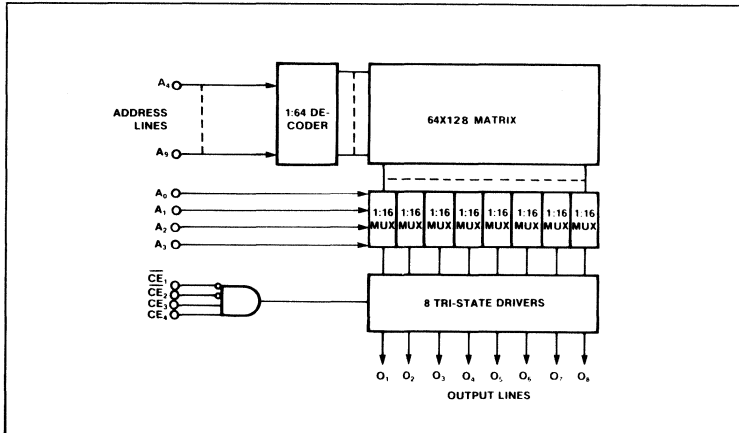 A4
ADDRESS
LINES
A9
1:64 DE-
CODER
64X128 MATRIX
A0
A1
A2
A3
1:16 1:16 1:16 1:16 1:16 1:16 1:16 1:16
MUX MUX MUX MUX MUX MUX MUX MUX
CE1
CE2
CE3
CE4
8 TRI-STATE DRIVERS
O1 O2 O3 O4 O5 O6 O7 O8
OUTPUT LINES